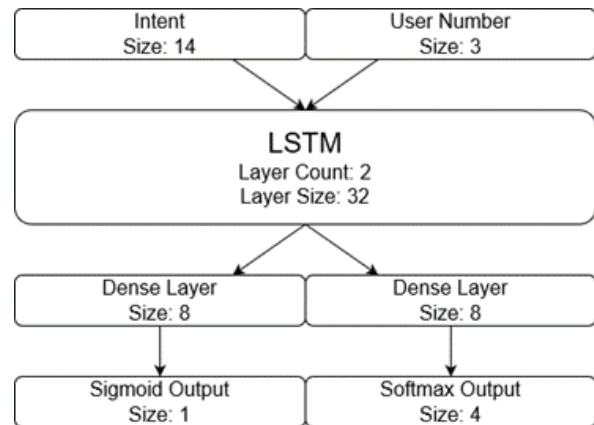 Intent
Size: 14
User Number
Size: 3
LSTM
Layer Count: 2
Layer Size: 32
Dense Layer
Size: 8
Dense Layer
Size: 8
Sigmoid Output
Size: 1
Softmax Output
Size: 4